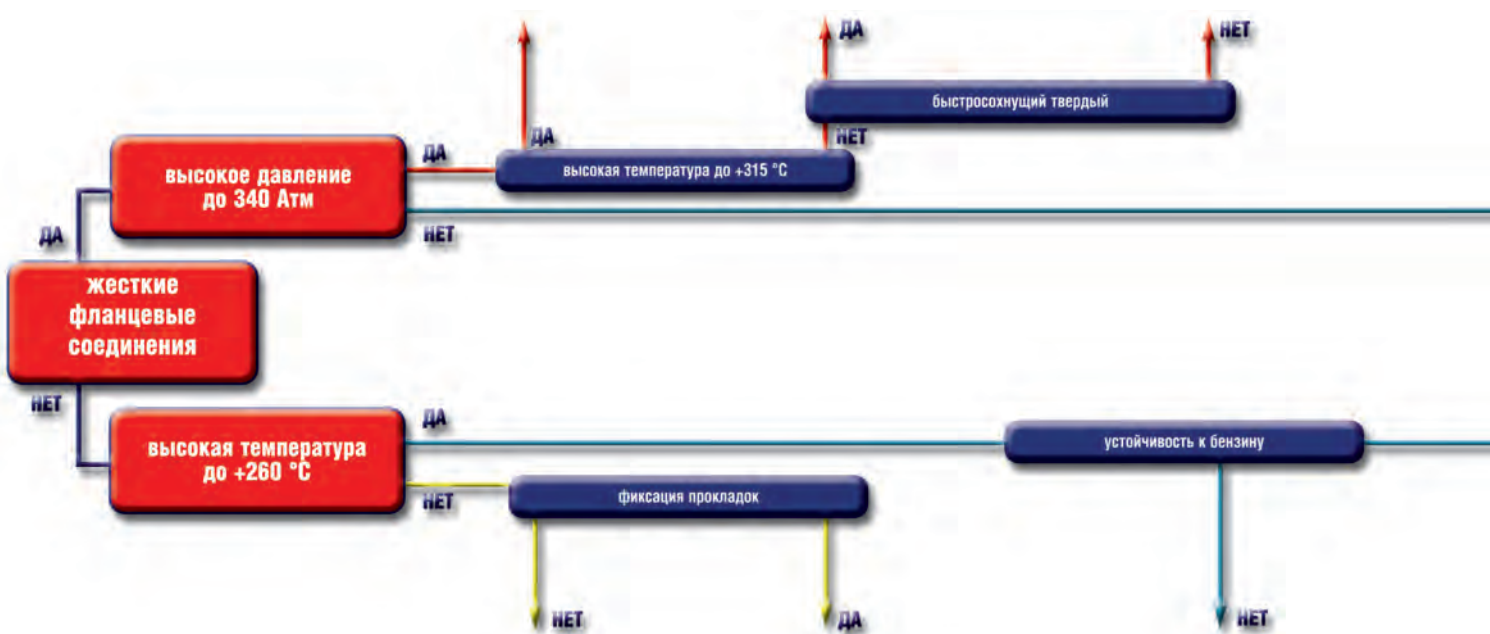 ДА
НЕТ
быстросохнущий твердый
ДА
НЕТ
ДА
высокая температура до +315 °C
высокое давление
до 340 Атм
НЕТ
ДА
жесткие
фланцевые
соединения
НЕТ
ДА
высокая температура
до +260 °C
устойчивость к бензину
НЕТ
фиксация прокладок
НЕТ
ДА
НЕТ